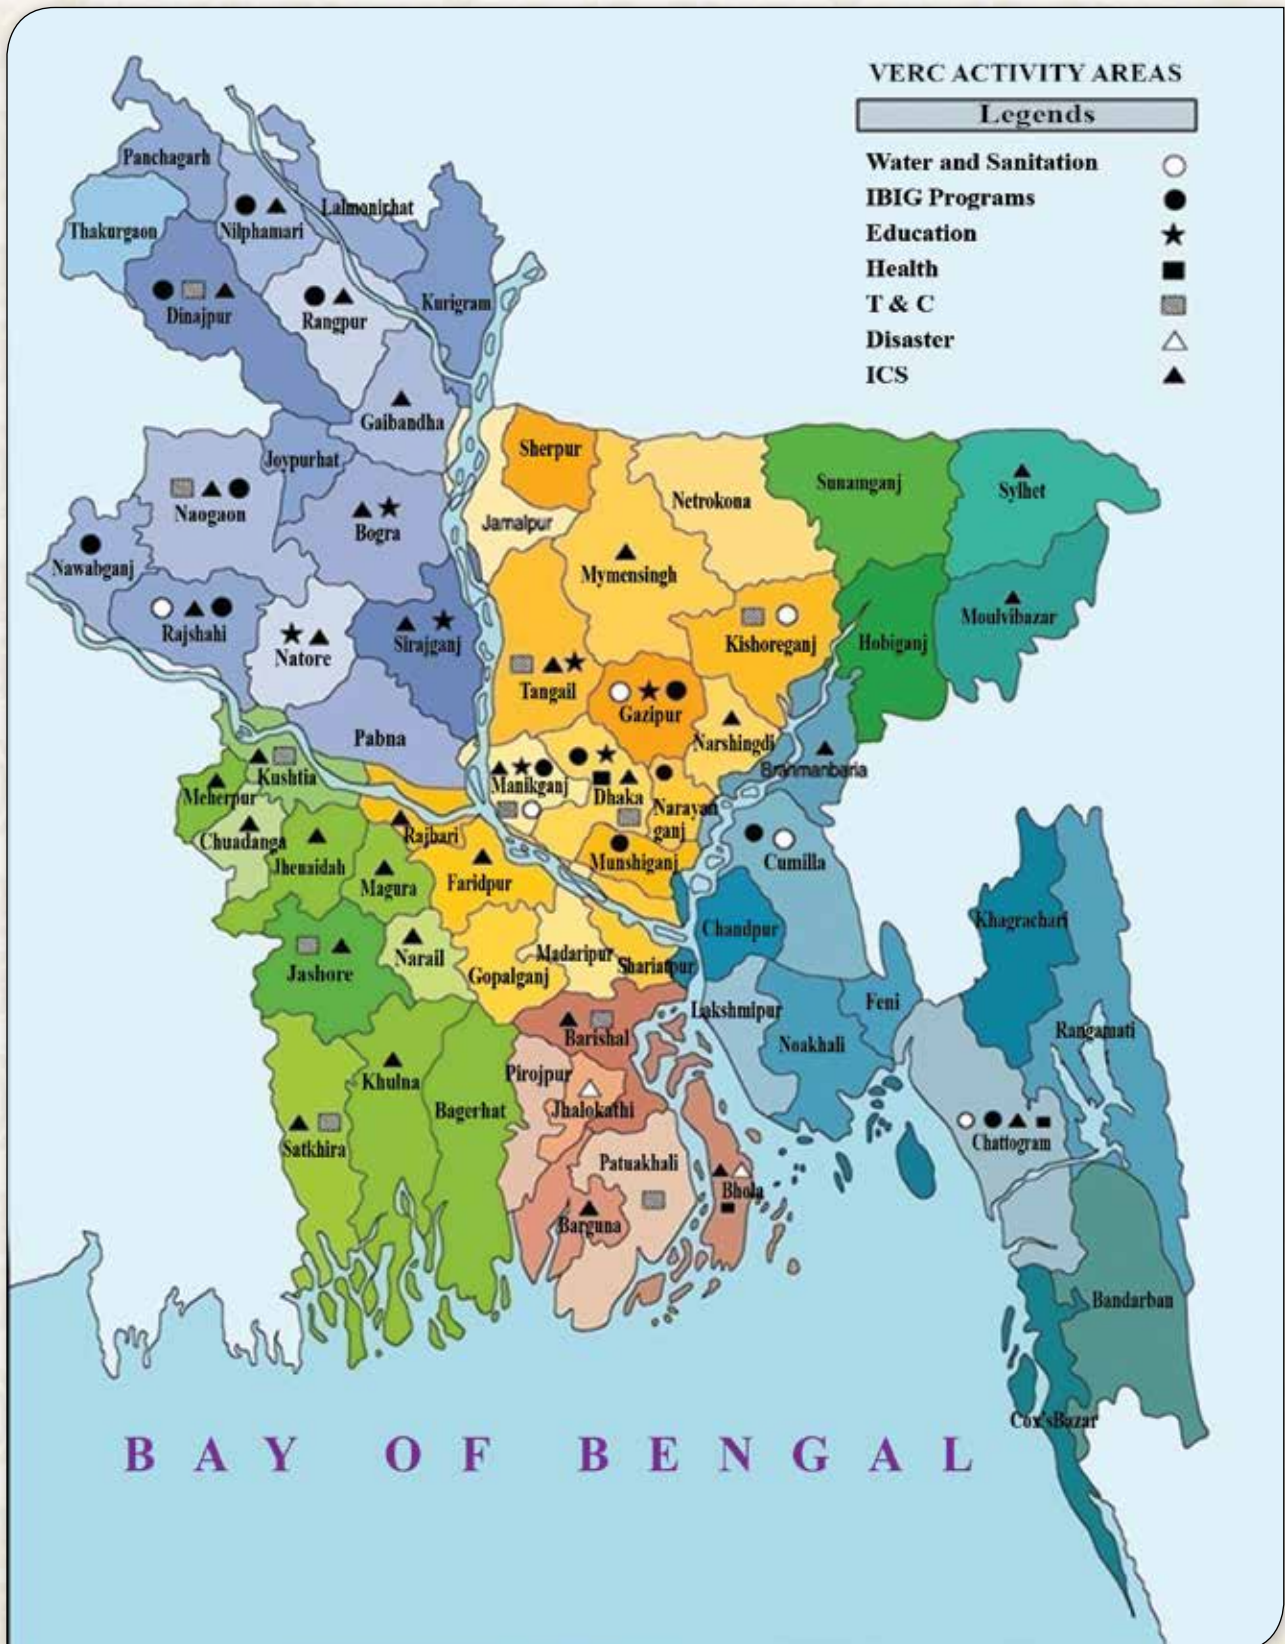 VERC ACTIVITY AREAS
Legends
Water and Sanitation
IBIG Programs
Education
Health
T & C
Disaster
ICS
Panchagarh
Thakurgaon
Nilphamari
Lalmonirhat
Dinajpur
Rangpur
Kurigram
Gaibandha
Joypurhat
Naogaon
Bogra
Nawabganj
Rajshahi
Natore
Sirajganj
Pabna
Sherpur
Jamalpur
Netrokona
Mymensingh
Kishoreganj
Tangail
Gazipur
Narshingdi
Manikganj
Dhaka
Narayan
ganj
Munshiganj
Sunamganj
Sylhet
Moulvibazar
Hobiganj
Brahmanbaria
Kushtia
Meherpur
Chuadanga
Jhenaidah
Magura
Rajbari
Faridpur
Cumilla
Chandpur
Khagrachari
Jashore
Narail
Gopalganj
Madaripur
Shariatpur
Lakshmipur
Noakhali
Feni
Rangamati
Barishal
Pirojpur
Jhalokathi
Khulna
Bagerhat
Satkhira
Patuakhali
Bhola
Barguna
Chattogram
Bandarban
Cox'sBazar
BAY OF BENGAL